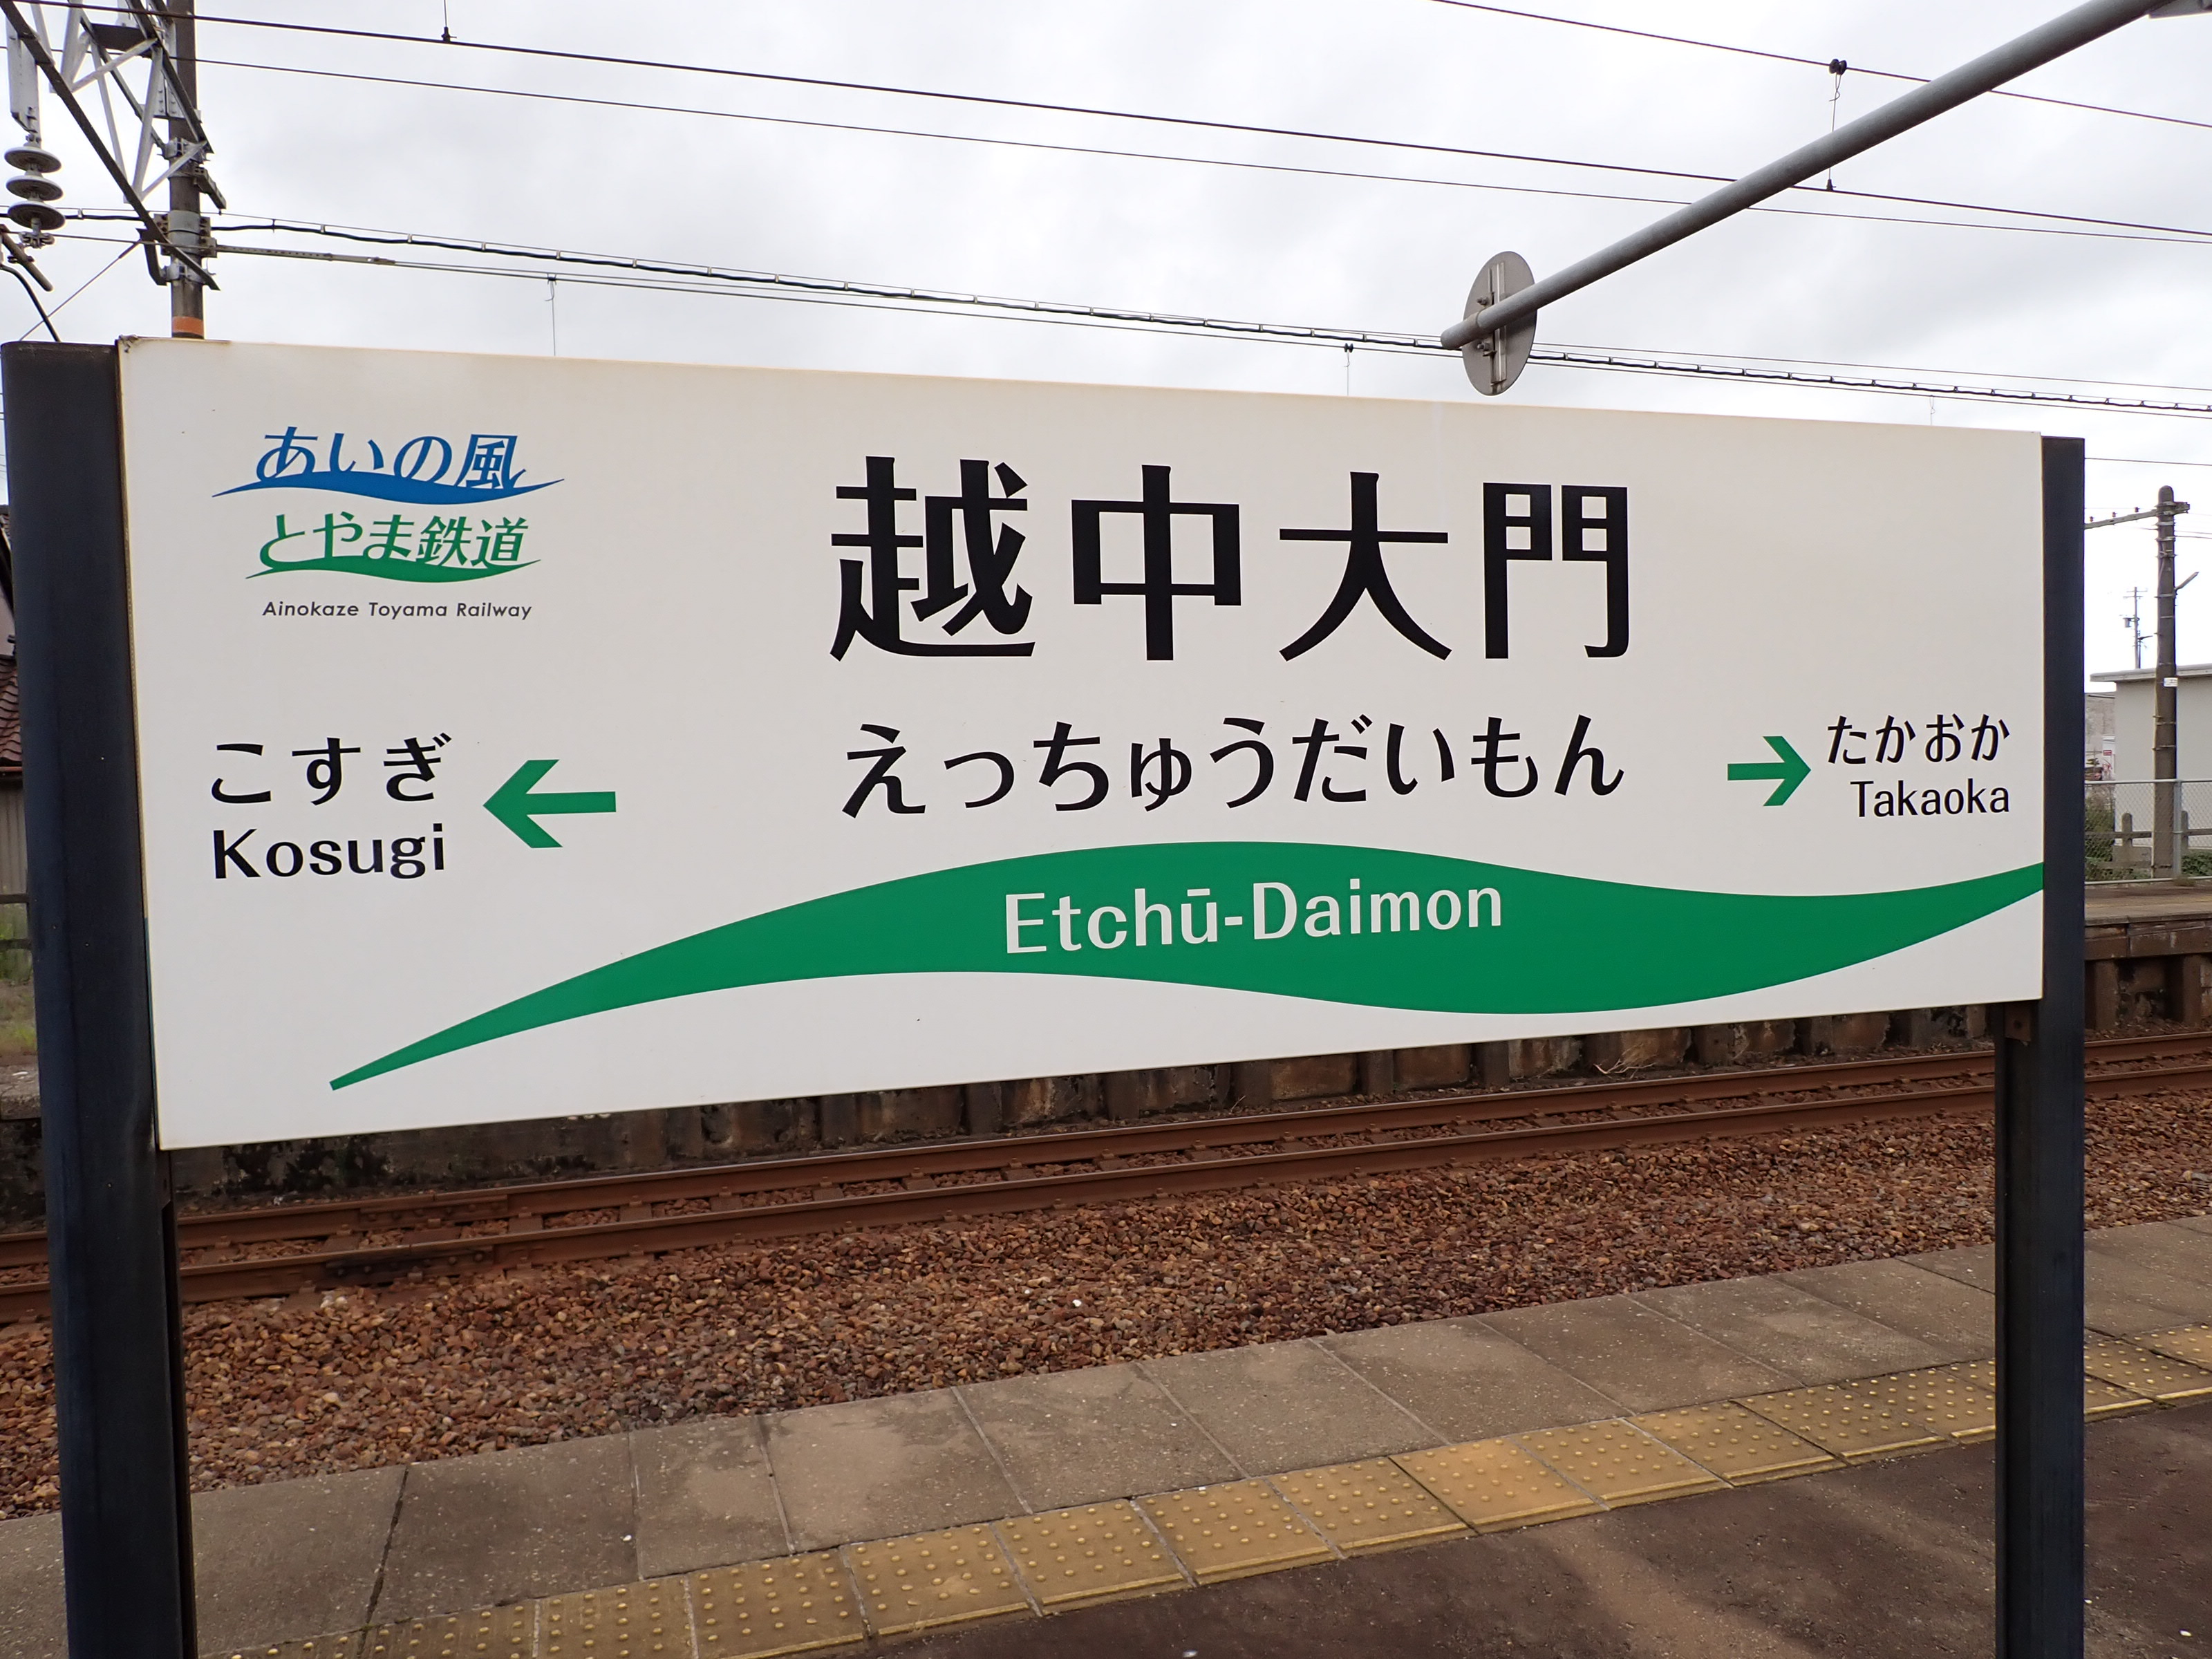 あいの風
とやま鉄道
Ainokaze Toyama Railway
越中大門
えっちゅうだいもん
こすぎ
Kosugi
たかおか
Takaoka
Etchū-Daimon